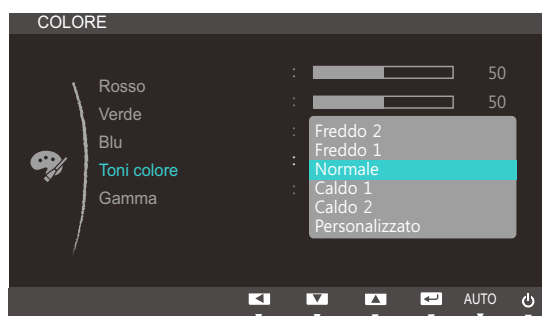 COLORE
Rosso : 50
Verde : 50
Blu :
Toni colore :
Gamma :
Freddo 2
Freddo 1
Normale
Caldo 1
Caldo 2
Personalizzato
AUTO